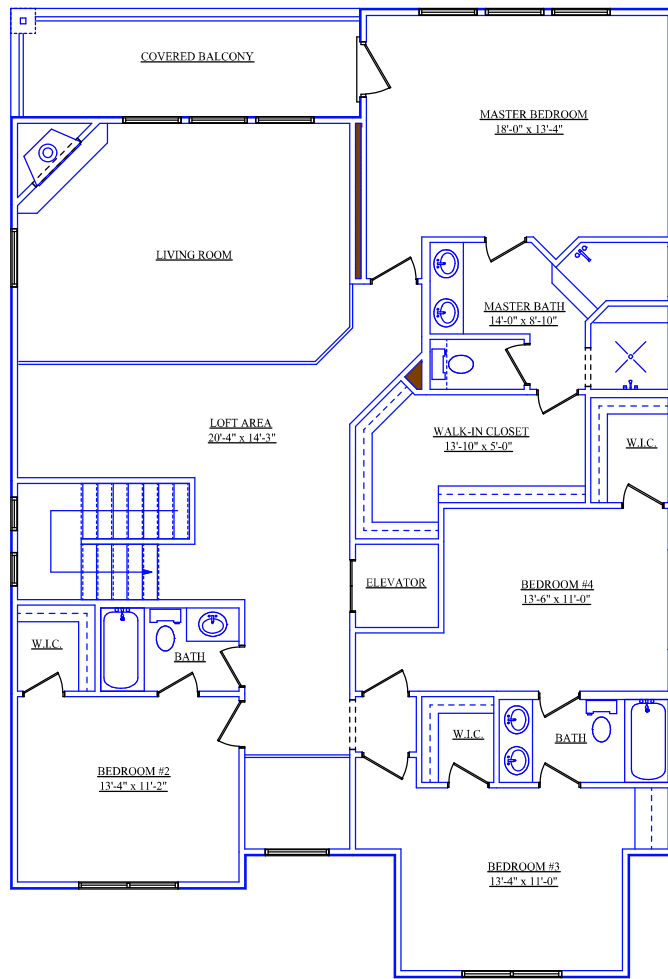 COVERED BALCONY
MASTER BEDROOM
18'-0" x 13'-4"
LIVING ROOM
MASTER BATH
14'-0" x 8'-10"
LOFT AREA
20'-4" x 14'-3"
WALK-IN CLOSET
13'-10" x 5'-0"
W.I.C.
ELEVATOR
BEDROOM #4
13'-6" x 11'-0"
W.I.C.
BATH
W.I.C.
BATH
BEDROOM #2
13'-4" x 11'-2"
BEDROOM #3
13'-4" x 11'-0"